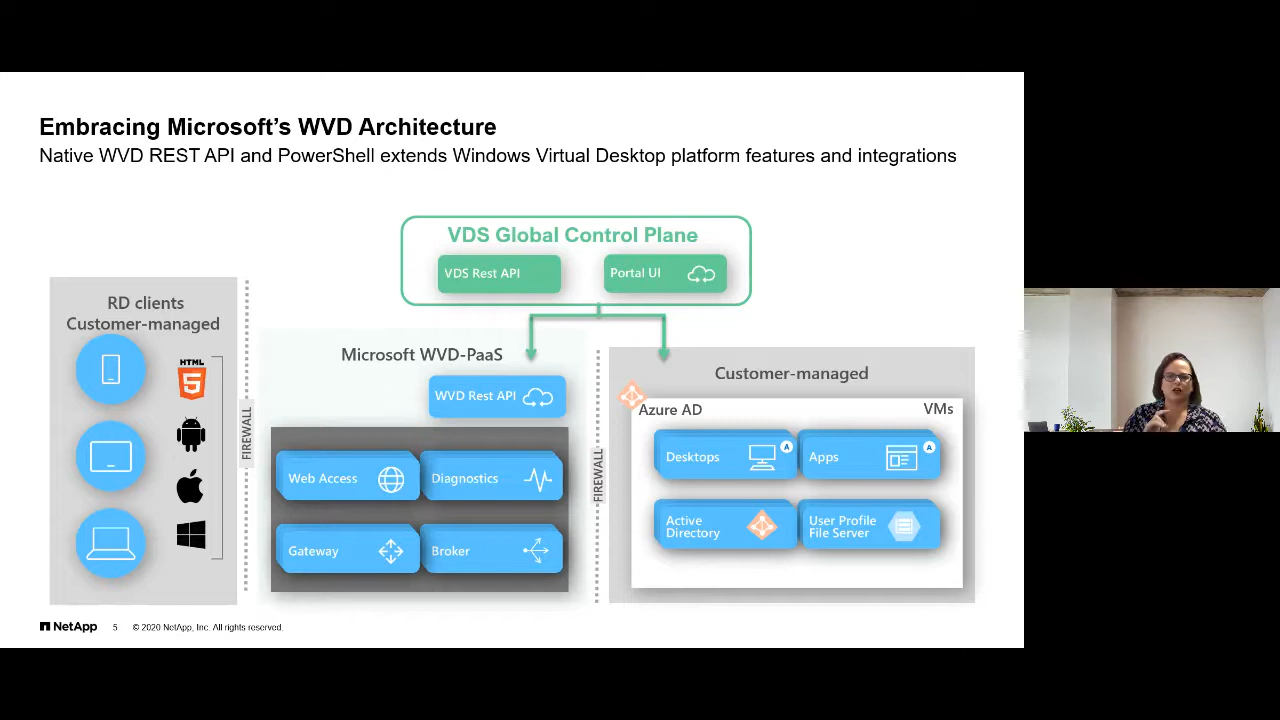 Embracing Microsoft's WVD Architecture
Native WVD REST API and PowerShell extends Windows Virtual Desktop platform features and integrations
VDS Global Control Plane
VDS Rest API
Portal UI
RD clients
Customer-managed
HTML
5
FIREWALL
Microsoft WVD-PaaS
WVD Rest API
Web Access
Diagnostics
Gateway
Broker
FIREWALL
Customer-managed
Azure AD
VMs
Desktops
A
Apps
A
Active
Directory
User Profile
File Server
NetApp
5
© 2020 NetApp, Inc. All rights reserved.